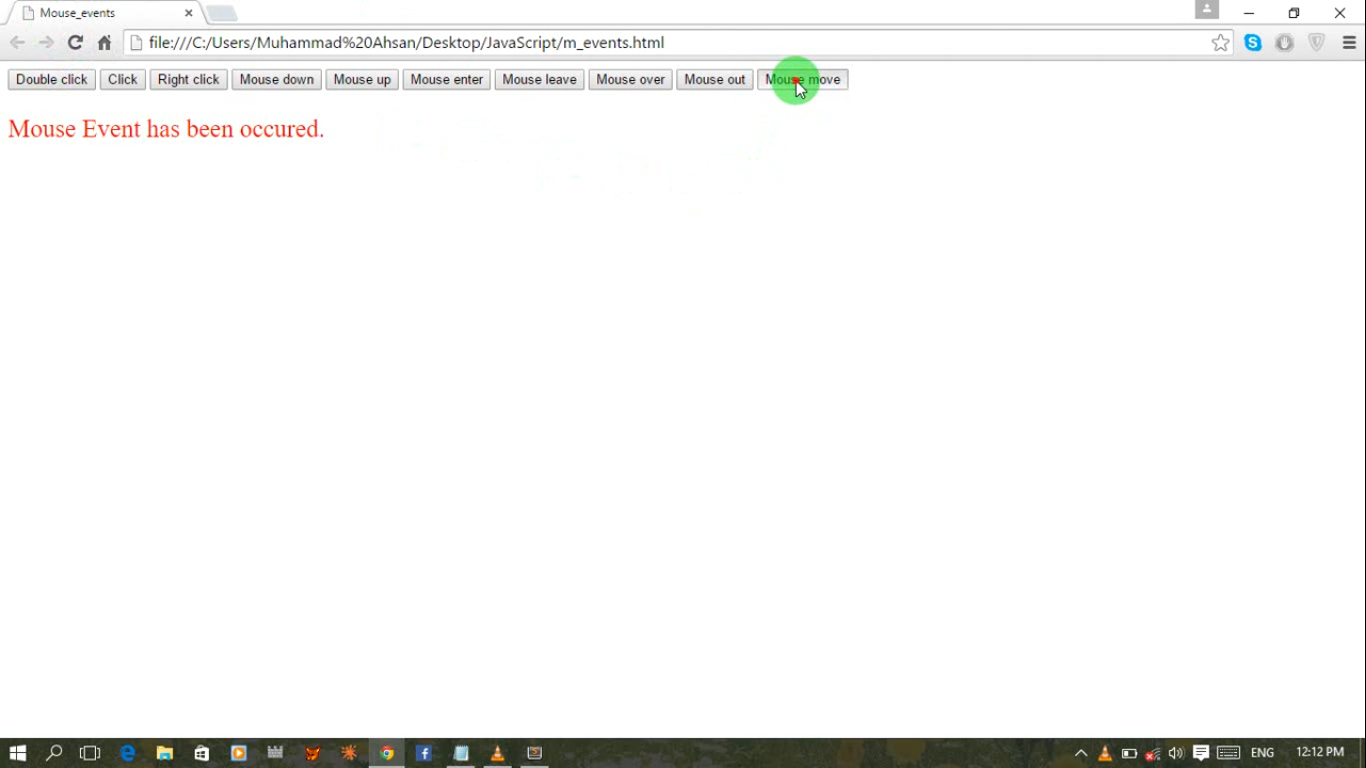 Mouse_events
file:///C:/Users/Muhammad%20Ahsan/Desktop/JavaScript/m_events.html
Double click Click Right click Mouse down Mouse up Mouse enter Mouse leave Mouse over Mouse out Mouse move
Mouse Event has been occured.
ENG 12:12 PM